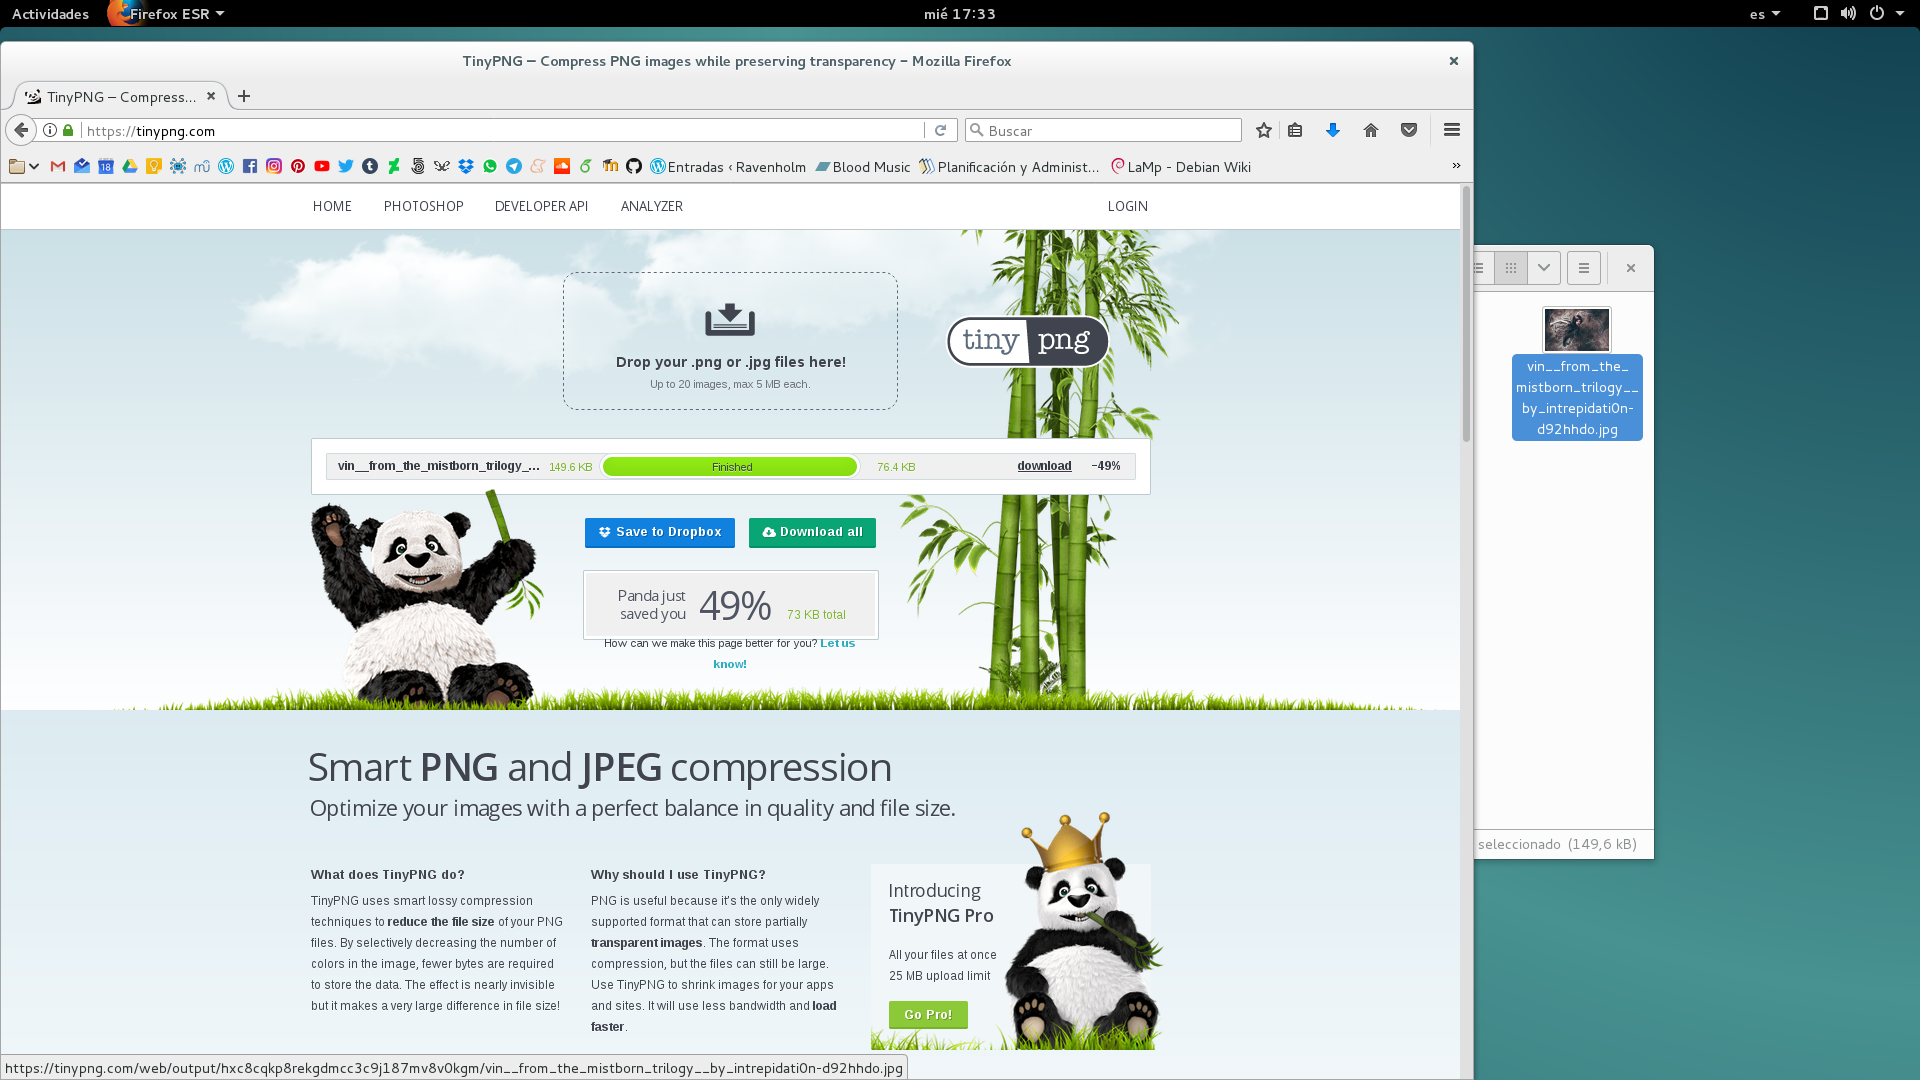 Actividades
Firefox ESR
mié 17:33
es
TinyPNG – Compress PNG images while preserving transparency - Mozilla Firefox
TinyPNG – Compress...
https://tinypng.com
Buscar
18
Entradas ‹ Ravenholm
Blood Music
Planificación y Administ...
LaMp - Debian Wiki
HOME
PHOTOSHOP
DEVELOPER API
ANALYZER
LOGIN
Drop your .png or .jpg files here!
Up to 20 images, max 5 MB each.
tiny png
vin__from_the_mistborn_trilogy_...
149.6 KB
Finished
76.4 KB
download
-49%
Save to Dropbox
Download all
Panda just
saved you
49%
73 KB total
How can we make this page better for you? Let us
know!
Smart PNG and JPEG compression
Optimize your images with a perfect balance in quality and file size.
What does TinyPNG do?
TinyPNG uses smart lossy compression
techniques to reduce the file size of your PNG
files. By selectively decreasing the number of
colors in the image, fewer bytes are required
to store the data. The effect is nearly invisible
but it makes a very large difference in file size!
Why should I use TinyPNG?
PNG is useful because it's the only widely
supported format that can store partially
transparent images. The format uses
compression, but the files can still be large.
Use TinyPNG to shrink images for your apps
and sites. It will use less bandwidth and load
faster.
Introducing
TinyPNG Pro
All your files at once
25 MB upload limit
Go Pro!
https://tinypng.com/web/output/hxc8cqkp8rekgdmcc3c9j187mv8v0kgm/vin__from_the_mistborn_trilogy__by_intrepidati0n-d92hhdo.jpg
vin__from_the_
mistborn_trilogy__
by_intrepidati0n-
d92hhdo.jpg
seleccionado (149,6 kB)